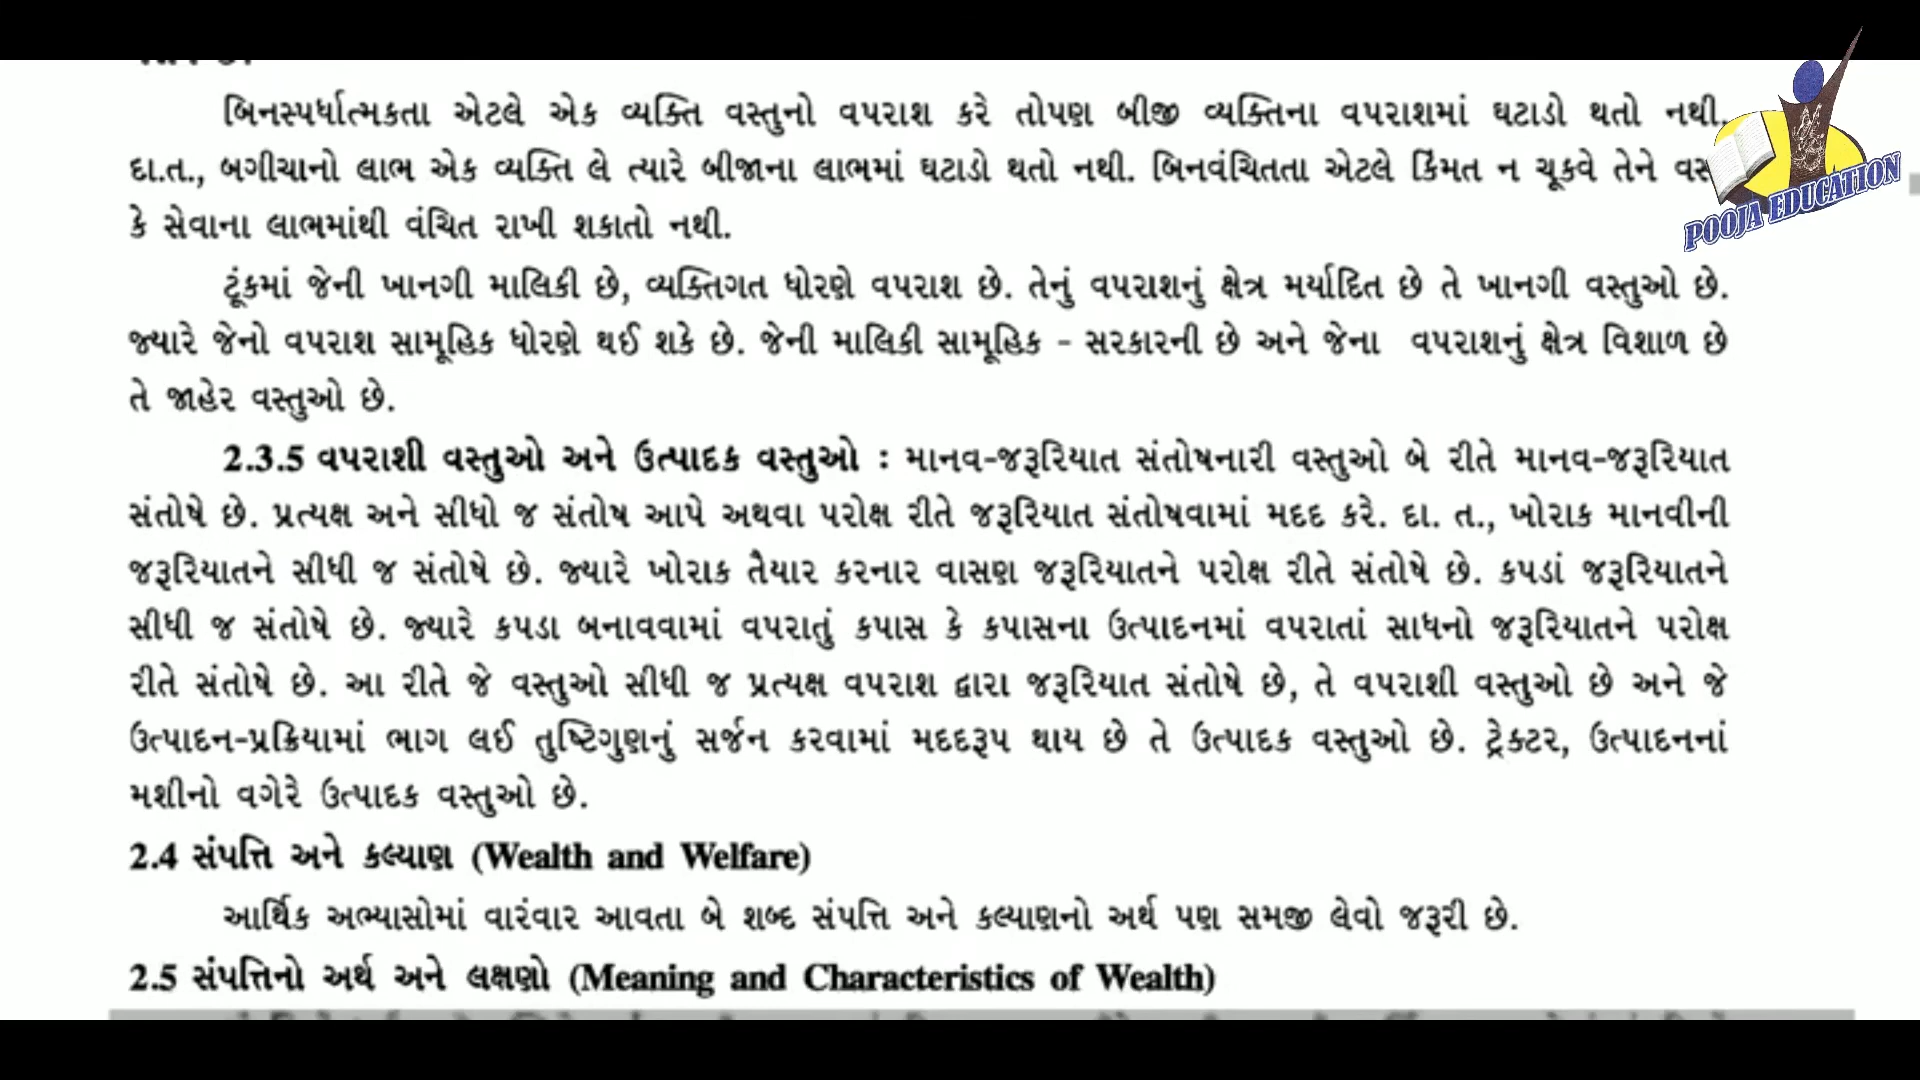 બિનસ્પર્ધાત્મકતા એટલે એક વ્યક્તિ વસ્તુનો વપરાશ કરે તોપણ બીજી વ્યક્તિના વપરાશમાં ઘટાડો થતો નથી.
દા.ત., બગીચાનો લાભ એક વ્યક્તિ લે ત્યારે બીજાના લાભમાં ઘટાડો થતો નથી. બિનવંચિતતા એટલે કિંમત ન ચૂકવે તેને
કે સેવાના લાભમાંથી વંચિત રાખી શકાતો નથી.
ટૂંકમાં જેની ખાનગી માલિકી છે, વ્યક્તિગત ધોરણે વપરાશ છે. તેનું વપરાશનું ક્ષેત્ર મર્યાદિત છે તે ખાનગી વસ્તુઓ છે.
જ્યારે જેનો વપરાશ સામૂહિક ધોરણે થઈ શકે છે. જેની માલિકી સામૂહિક - સરકારની છે અને જેના વપરાશનું ક્ષેત્ર વિશાળ છે
તે જાહેર વસ્તુઓ છે.
2.3.5 વપરાશી વસ્તુઓ અને ઉત્પાદક વસ્તુઓ : માનવ-જરૂરિયાત સંતોષનારી વસ્તુઓ બે રીતે માનવ-જરૂરિયાત
સંતોષે છે. પ્રત્યક્ષ અને સીધો જ સંતોષ આપે અથવા પરોક્ષ રીતે જરૂરિયાત સંતોષવામાં મદદ કરે. દા. ત., ખોરાક માનવીની
જરૂરિયાતને સીધી જ સંતોષે છે. જ્યારે ખોરાક તૈયાર કરનાર વાસણ જરૂરિયાતને પરોક્ષ રીતે સંતોષે છે. કપડાં જરૂરિયાતને
સીધી જ સંતોષે છે. જ્યારે કપડા બનાવવામાં વપરાતું કપાસ કે કપાસના ઉત્પાદનમાં વપરાતાં સાધનો જરૂરિયાતને પરોક્ષ
રીતે સંતોષે છે. આ રીતે જે વસ્તુઓ સીધી જ પ્રત્યક્ષ વપરાશ દ્વારા જરૂરિયાત સંતોષે છે, તે વપરાશી વસ્તુઓ છે અને જે
ઉત્પાદન-પ્રક્રિયામાં ભાગ લઈ તુષ્ટિગુણનું સર્જન કરવામાં મદદરૂપ થાય છે તે ઉત્પાદક વસ્તુઓ છે. ટ્રેક્ટર, ઉત્પાદનનાં
મશીનો વગેરે ઉત્પાદક વસ્તુઓ છે.
2.4 સંપત્તિ અને કલ્યાણ (Wealth and Welfare)
આર્થિક અભ્યાસોમાં વારંવાર આવતા બે શબ્દ સંપત્તિ અને કલ્યાણનો અર્થ પણ સમજી લેવો જરૂરી છે.
2.5 સંપત્તિનો અર્થ અને લક્ષણો (Meaning and Characteristics of Wealth)
POOJA EDUCATION